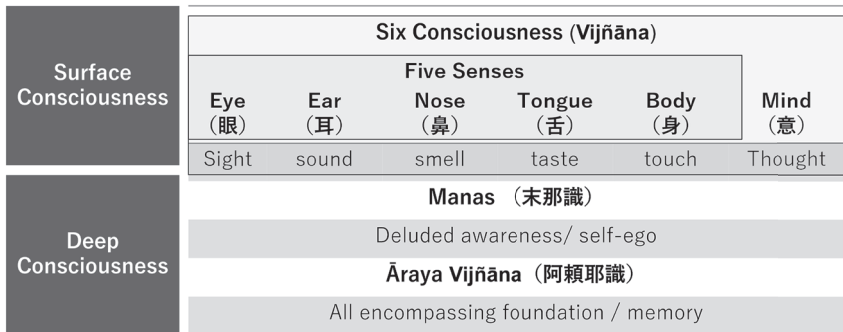 Surface
Consciousness
Six Consciousness (Vijñāna)
Five Senses
Eye Ear Nose Tongue Body Mind
（眼） （耳） （鼻） （舌） （身） （意）
Sight sound smell taste touch Thought
Deep
Consciousness
Manas （末那識）
Deluded awareness/ self-ego
Āraya Vijñāna（阿頼耶識）
All encompassing foundation / memory